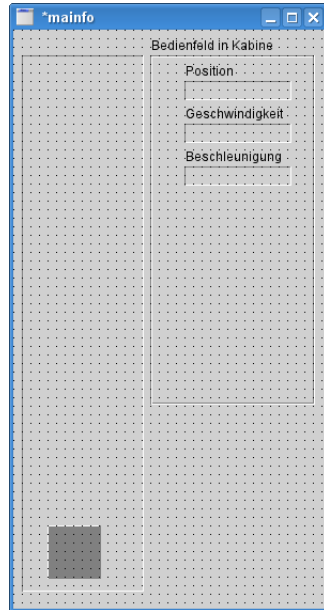 *mainfo
Bedienfeld in Kabine
Position
Geschwindigkeit
Beschleunigung